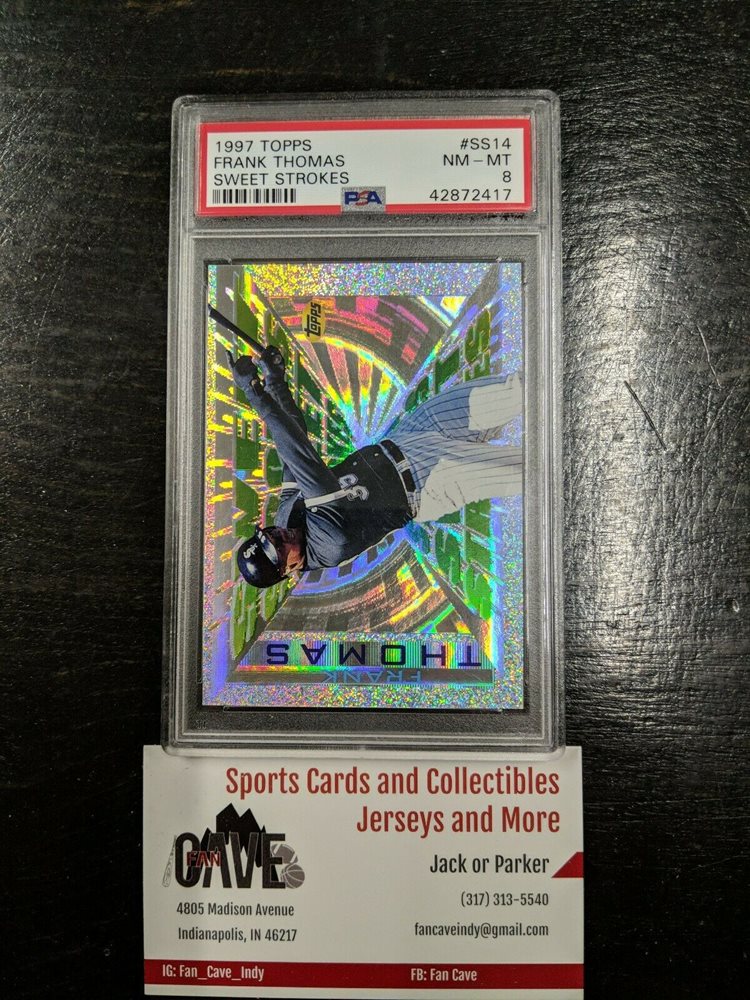 1997 TOPPS #SS14
FRANK THOMAS NM-MT
SWEET STROKES 8
PSA 42872417
TOPPS
35
SOX
FRANK
THOMAS
Sports Cards and Collectibles
Jerseys and More
FAN
CAVE
Jack or Parker
4805 Madison Avenue
(317) 313-5540
Indianapolis, IN 46217
fancaveindy@gmail.com
IG: Fan_Cave_Indy FB: Fan Cave